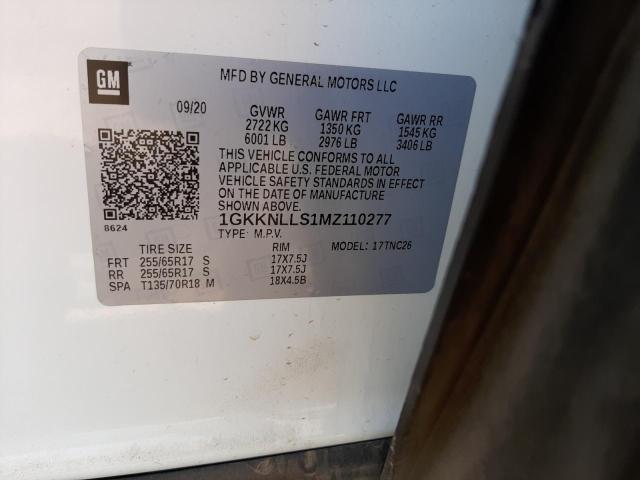 GM
MFD BY GENERAL MOTORS LLC
09/20 GVWR GAWR FRT GAWR RR
2722 KG 1350 KG 1545 KG
6001 LB 2976 LB 3406 LB
THIS VEHICLE CONFORMS TO ALL
APPLICABLE U.S. FEDERAL MOTOR
VEHICLE SAFETY STANDARDS IN EFFECT
ON THE DATE OF MANUFACTURE
SHOWN ABOVE.
8624 1GKKNLLS1MZ110277
TYPE: M.P.V. MODEL: 17TNC26
TIRE SIZE RIM
FRT 255/65R17 S 17X7.5J
RR 255/65R17 S 17X7.5J
SPA T135/70R18 M 18X4.5B